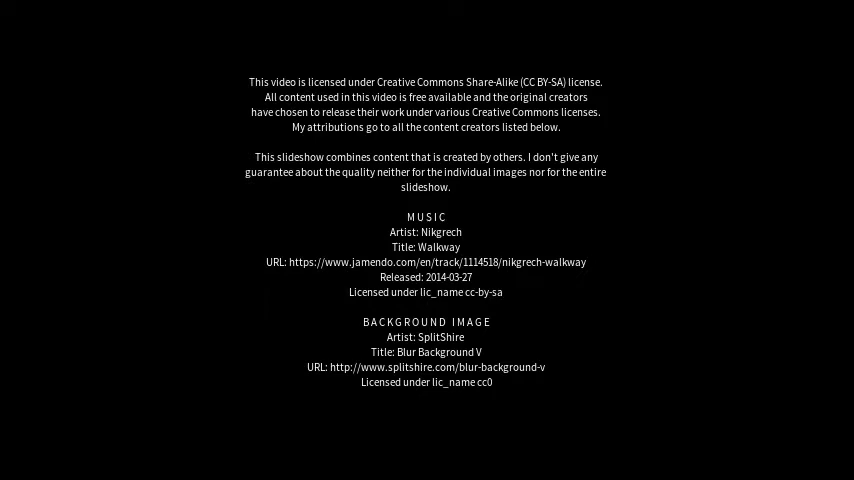 This video is licensed under Creative Commons Share-Alike (CC BY-SA) license.
All content used in this video is free available and the original creators
have chosen to release their work under various Creative Commons licenses.
My attributions go to all the content creators listed below.
This slideshow combines content that is created by others. I don't give any
guarantee about the quality neither for the individual images nor for the entire
slideshow.
MUSIC
Artist: Nikgrech
Title: Walkway
URL: https://www.jamendo.com/en/track/1114518/nikgrech-walkway
Released: 2014-03-27
Licensed under lic_name cc-by-sa
BACKGROUND IMAGE
Artist: SplitShire
Title: Blur Background V
URL: http://www.splitshire.com/blur-background-v
Licensed under lic_name cc0